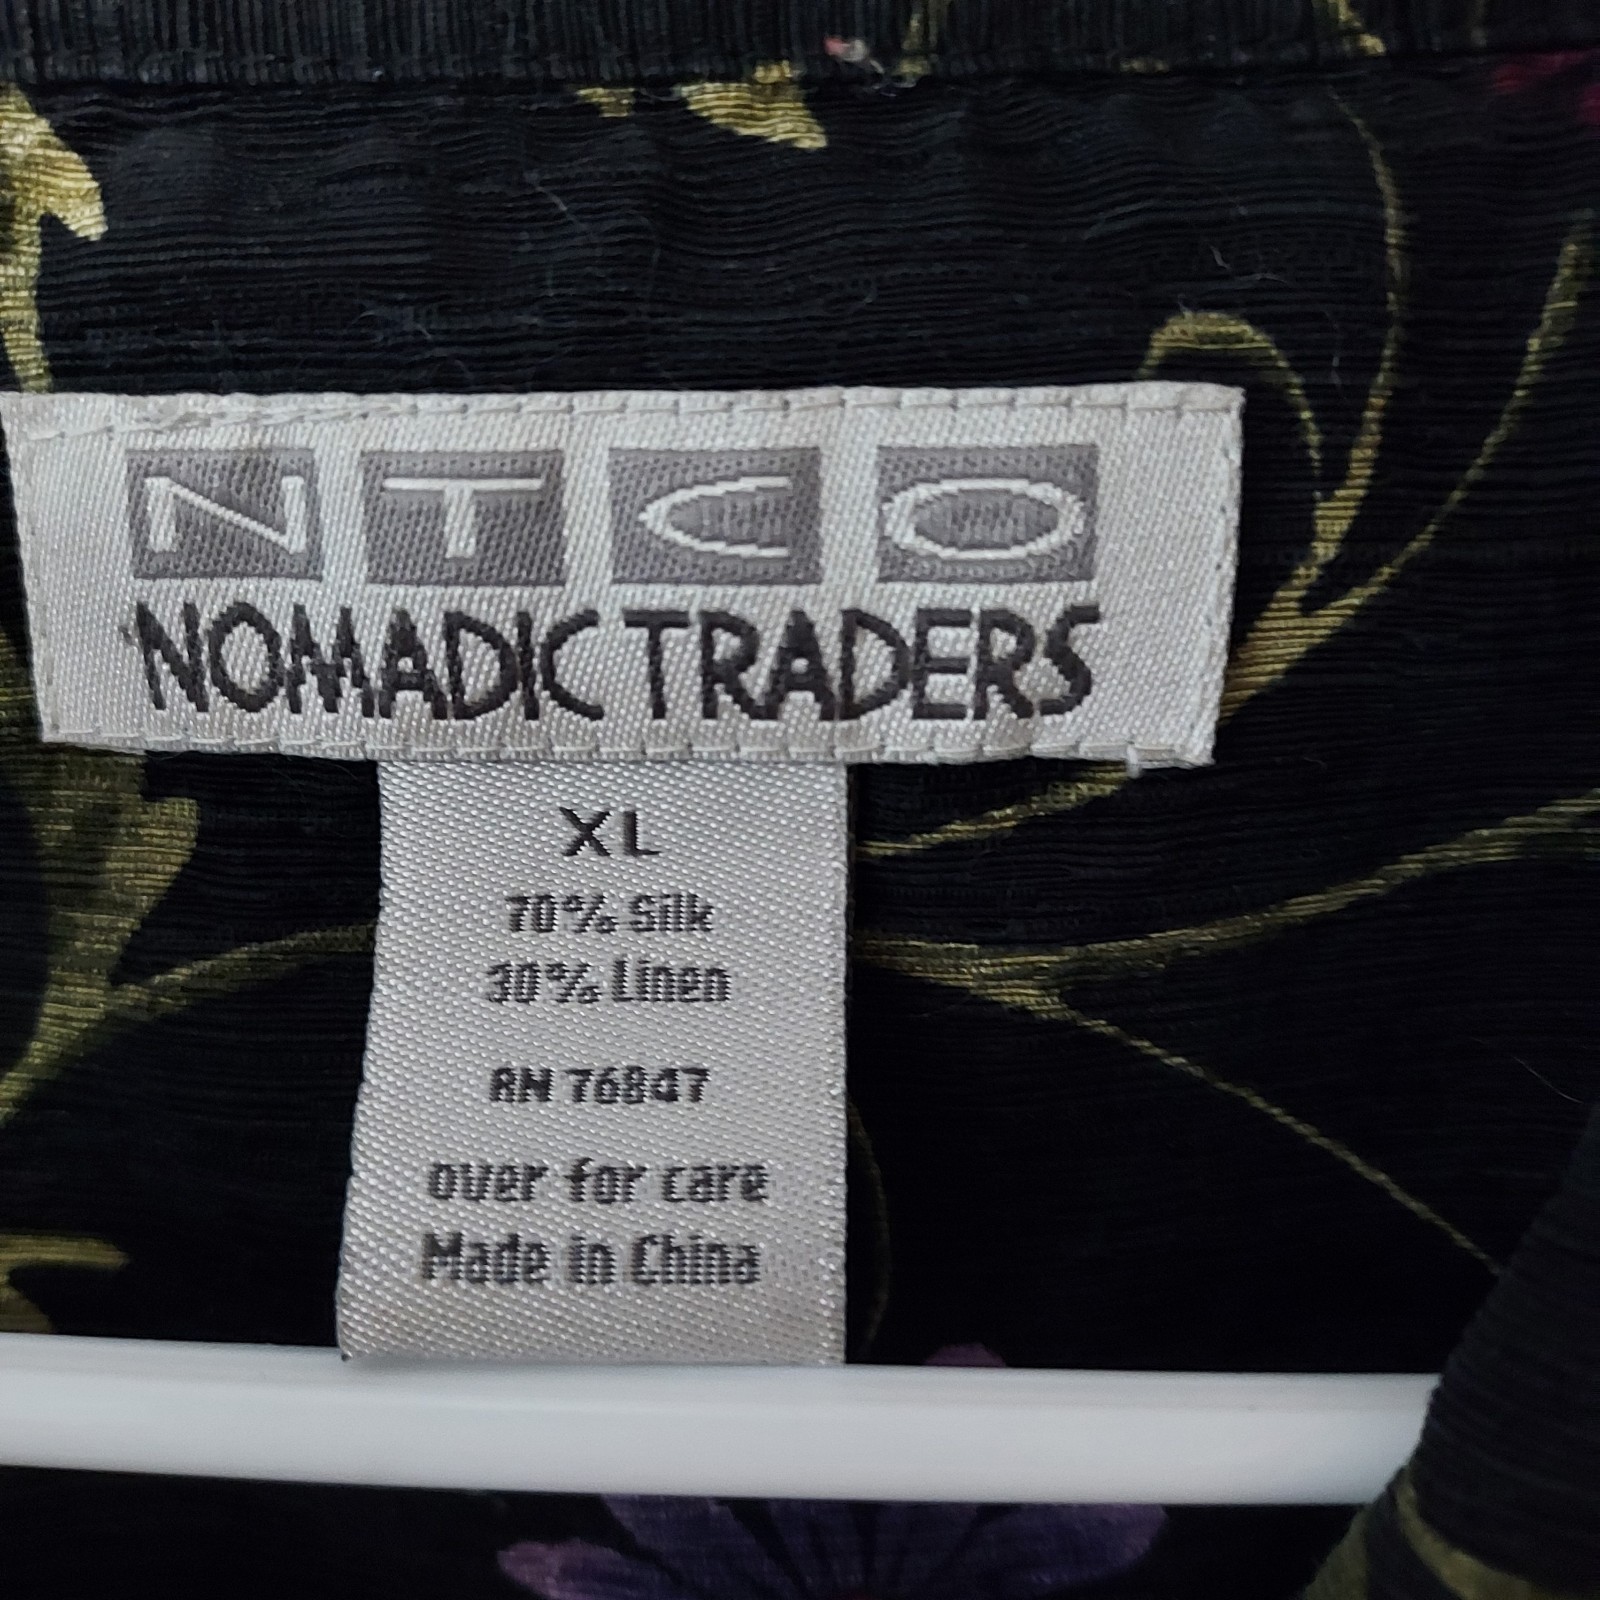 NTCO
NOMADIC TRADERS
XL
70% Silk
30% Linen
RN 76847
over for care
Made in China